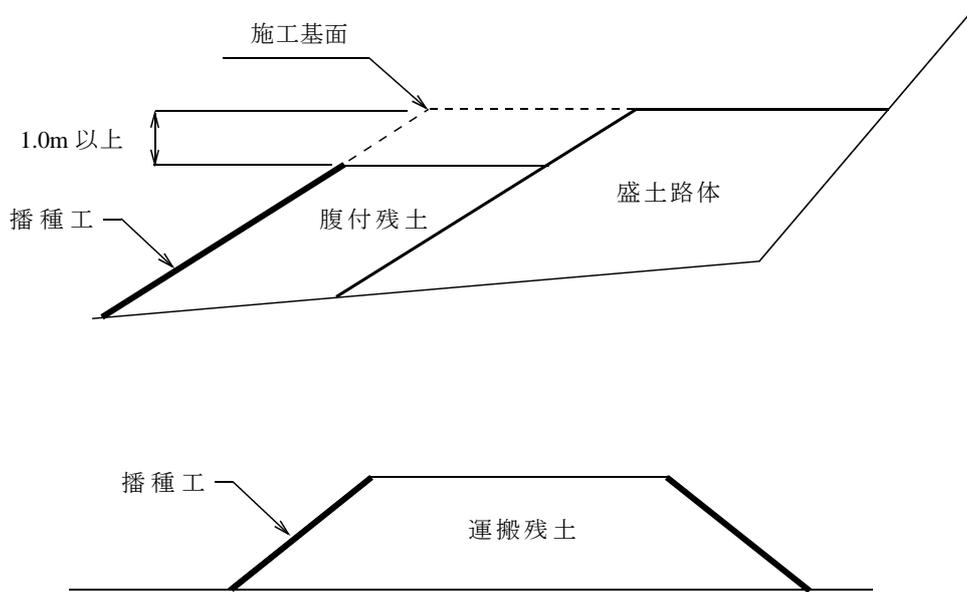 施工基面
1.0m 以上
盛土路体
播種工
腹付残土
播種工
運搬残土